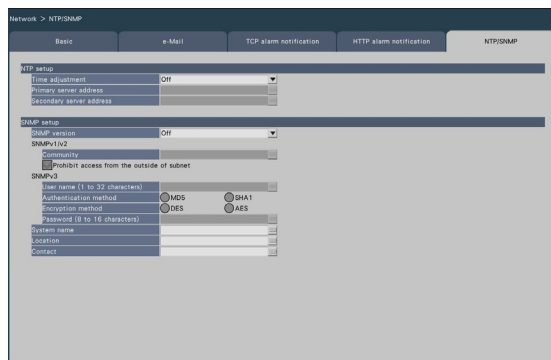 Network > NTP/SNMP
Basic
e-Mail
TCP alarm notification
HTTP alarm notification
NTP/SNMP
NTP setup
Time adjustment Off
Primary server address
Secondary server address
SNMP setup
SNMP version Off
SNMPv1/v2
Community
Prohibit access from the outside of subnet
SNMPv3
User name (1 to 32 characters)
Authentication method MD5 SHA1
Encryption method DES AES
Password (8 to 16 characters)
System name
Location
Contact